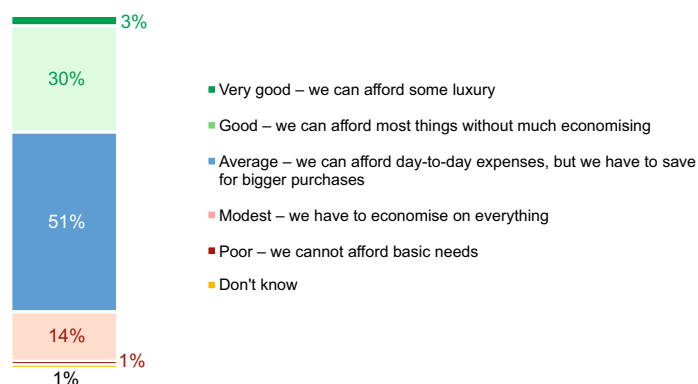 3%
30%
51%
14%
1%
1%
Very good – we can afford some luxury
Good – we can afford most things without much economising
Average – we can afford day-to-day expenses, but we have to save
for bigger purchases
Modest – we have to economise on everything
Poor – we cannot afford basic needs
Don't know